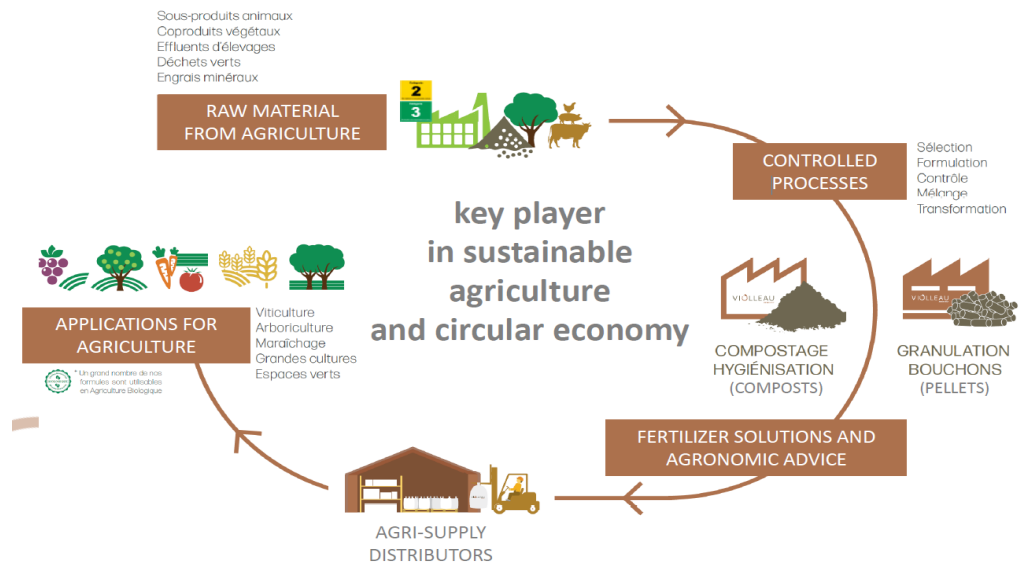 Sous-produits animaux
Coproduits végétaux
Effluents d'élevages
Déchets verts
Engrais minéraux
RAW MATERIAL
FROM AGRICULTURE
2
3
CONTROLLED
PROCESSES
Sélection
Formulation
Contrôle
Mélange
Transformation
key player
in sustainable
agriculture
and circular economy
VIOLLEAU
COMPOSTAGE
HYGIÉNISATION
(COMPOSTS)
VIOLLEAU
GRANULATION
BOUCHONS
(PELLETS)
APPLICATIONS FOR
AGRICULTURE
Viticulture
Arboriculture
Maraîchage
Grandes cultures
Espaces verts
* Un grand nombre de nos
formules sont utilisables
en Agriculture Biologique
FERTILIZER SOLUTIONS AND
AGRONOMIC ADVICE
AGRI-SUPPLY
DISTRIBUTORS